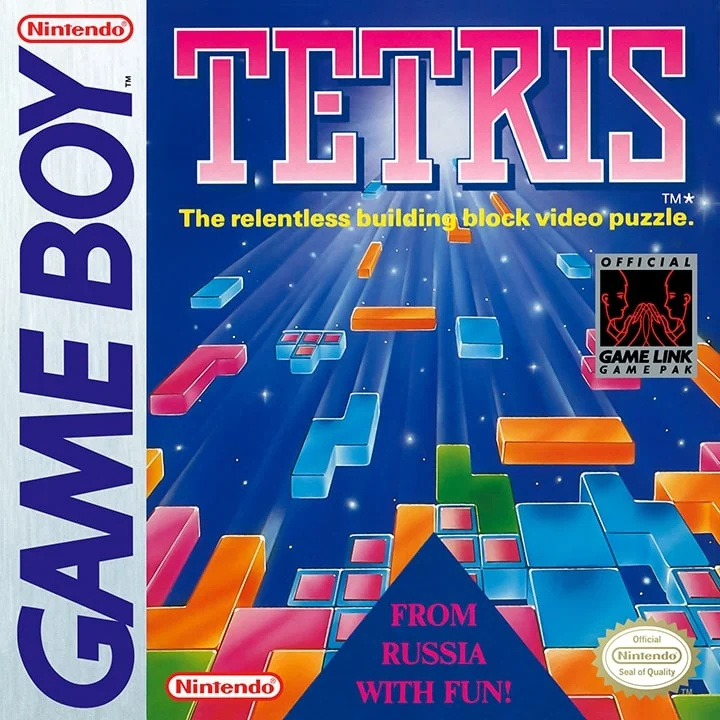 Nintendo®
GAME BOY™
TETRIS
TM*
The relentless building block video puzzle.
OFFICIAL
GAME LINK
GAME PAK
FROM
RUSSIA
WITH FUN!
Nintendo®
Official
Nintendo
Seal of Quality
TM